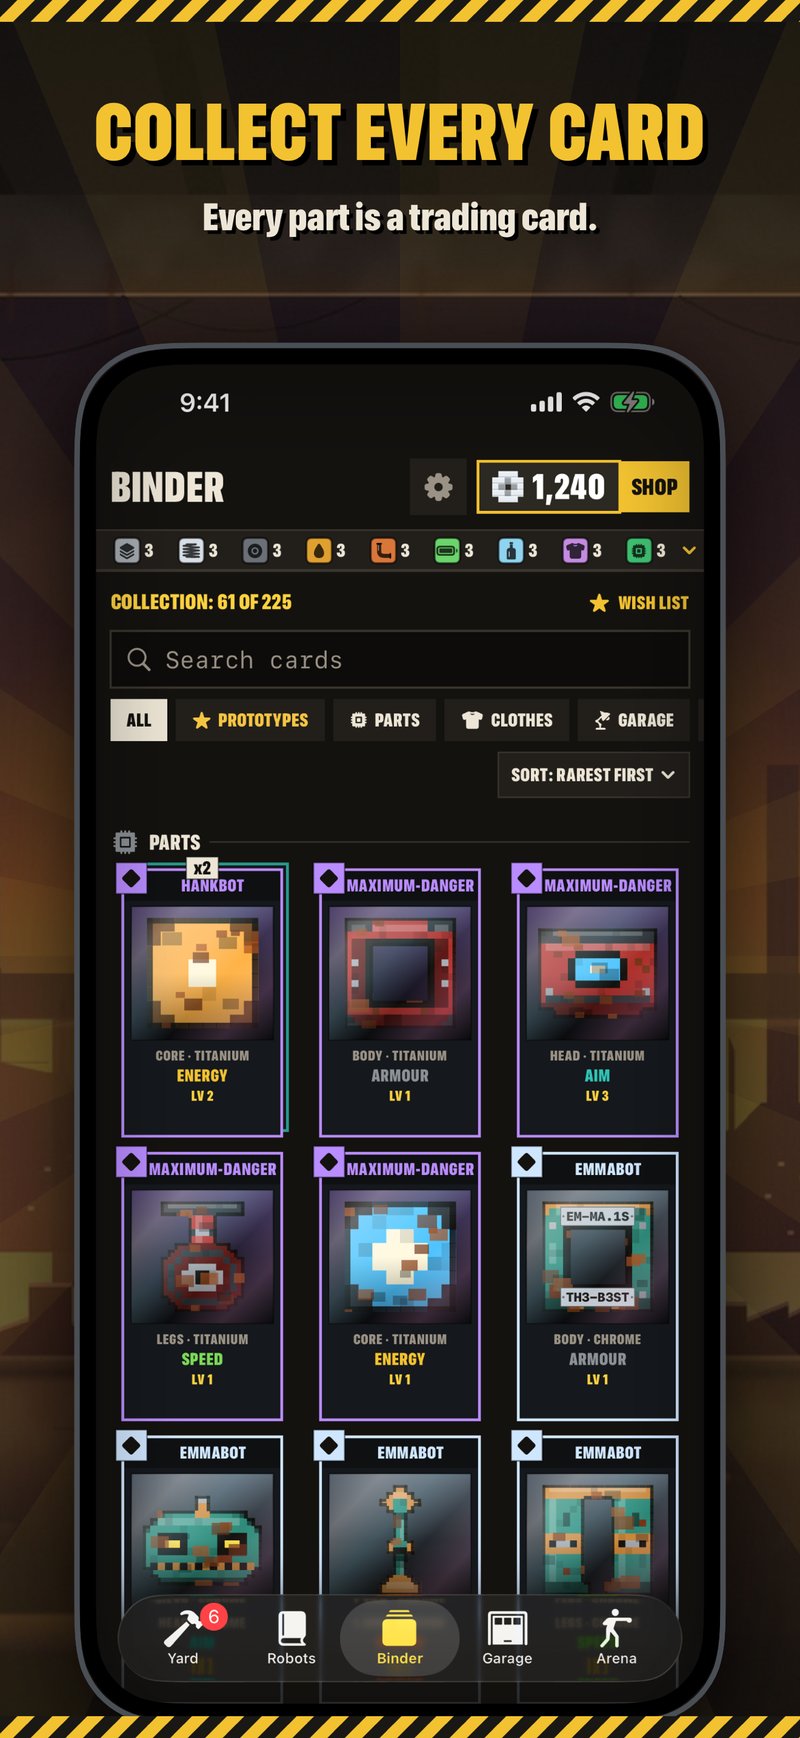 COLLECT EVERY CARD
Every part is a trading card.
9:41
BINDER
1,240 SHOP
3 3 3 3 3 3 3 3 3
COLLECTION: 61 OF 225
WISH LIST
Search cards
ALL PROTOTYPES PARTS CLOTHES GARAGE
SORT: RAREST FIRST
PARTS
x2
HANKBOT
CORE · TITANIUM
ENERGY
LV 2
MAXIMUM-DANGER
BODY · TITANIUM
ARMOUR
LV 1
MAXIMUM-DANGER
HEAD · TITANIUM
AIM
LV 3
MAXIMUM-DANGER
LEGS · TITANIUM
SPEED
LV 1
MAXIMUM-DANGER
CORE · TITANIUM
ENERGY
LV 1
EMMABOT
EM-MA.1S
TH3-B3ST
BODY · CHROME
ARMOUR
LV 1
EMMABOT
EMMABOT
EMMABOT
6
Yard Robots Binder Garage Arena